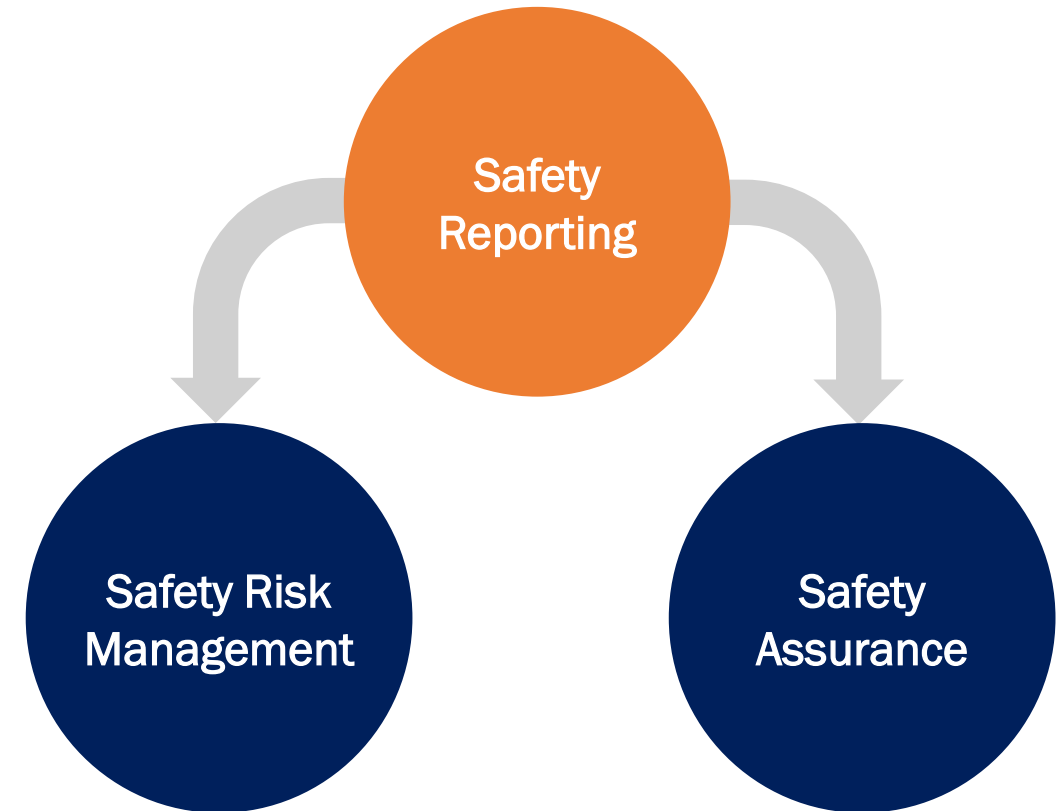 Safety
Reporting
Safety Risk
Management
Safety
Assurance